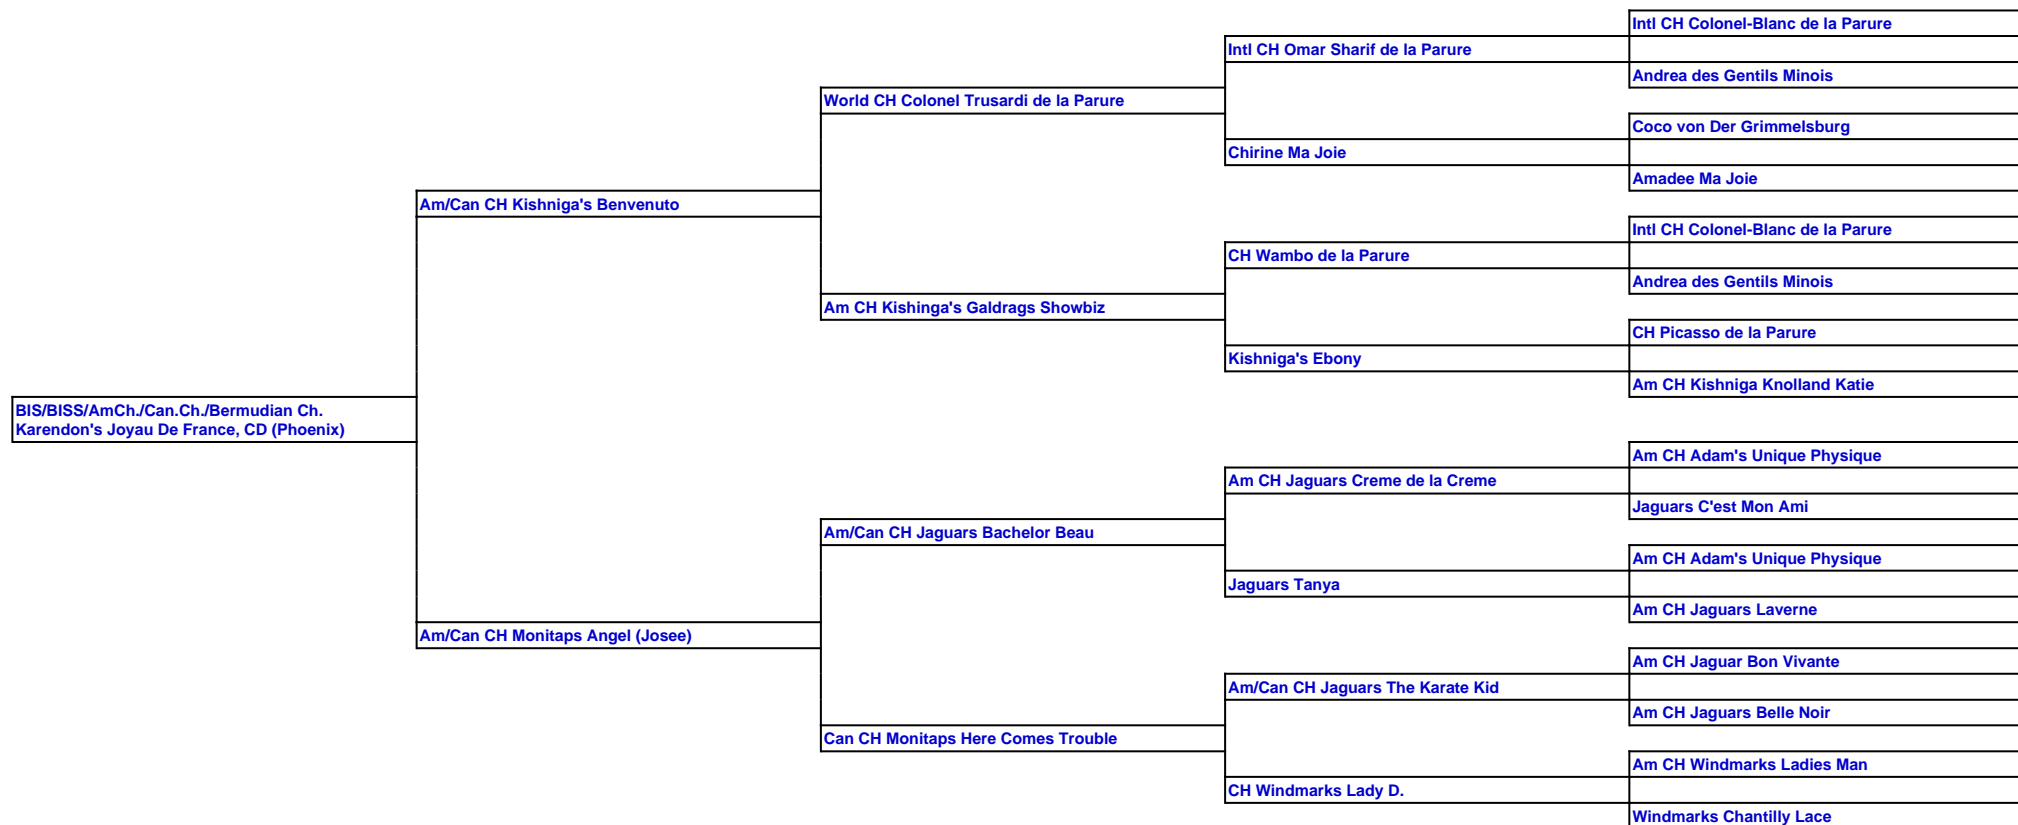 Intl CH Colonel-Blanc de la Parure
Intl CH Omar Sharif de la Parure
Andrea des Gentils Minois
World CH Colonel Trusardi de la Parure
Coco von Der Grimmelsburg
Chirine Ma Joie
Amadee Ma Joie
Am/Can CH Kishniga's Benvenuto
Intl CH Colonel-Blanc de la Parure
CH Wambo de la Parure
Andrea des Gentils Minois
Am CH Kishinga's Galdrags Showbiz
CH Picasso de la Parure
Kishniga's Ebony
Am CH Kishniga Knolland Katie
BIS/BISS/AmCh./Can.Ch./Bermudian Ch.
Karendon's Joyau De France, CD (Phoenix)
Am CH Adam's Unique Physique
Am CH Jaguars Creme de la Creme
Jaguars C'est Mon Ami
Am/Can CH Jaguars Bachelor Beau
Am CH Adam's Unique Physique
Jaguars Tanya
Am CH Jaguars Laverne
Am/Can CH Monitaps Angel (Josee)
Am CH Jaguar Bon Vivante
Am/Can CH Jaguars The Karate Kid
Am CH Jaguars Belle Noir
Can CH Monitaps Here Comes Trouble
Am CH Windmarks Ladies Man
CH Windmarks Lady D.
Windmarks Chantilly Lace